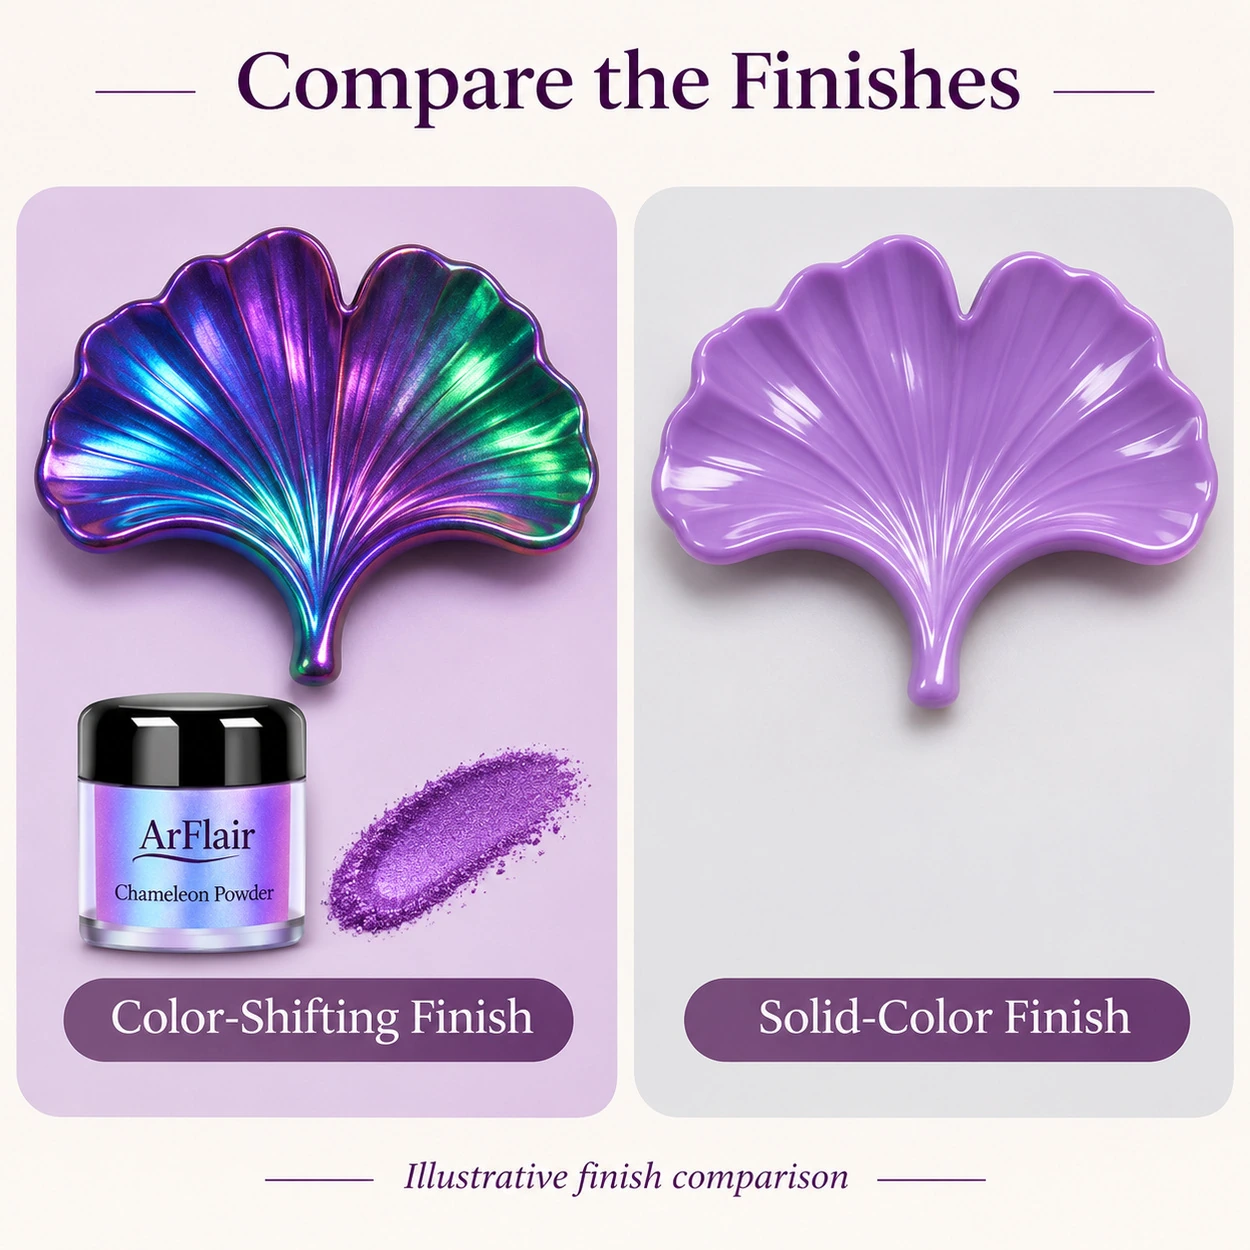 Compare the Finishes
ArFlair
Chameleon Powder
Color-Shifting Finish
Solid-Color Finish
Illustrative finish comparison